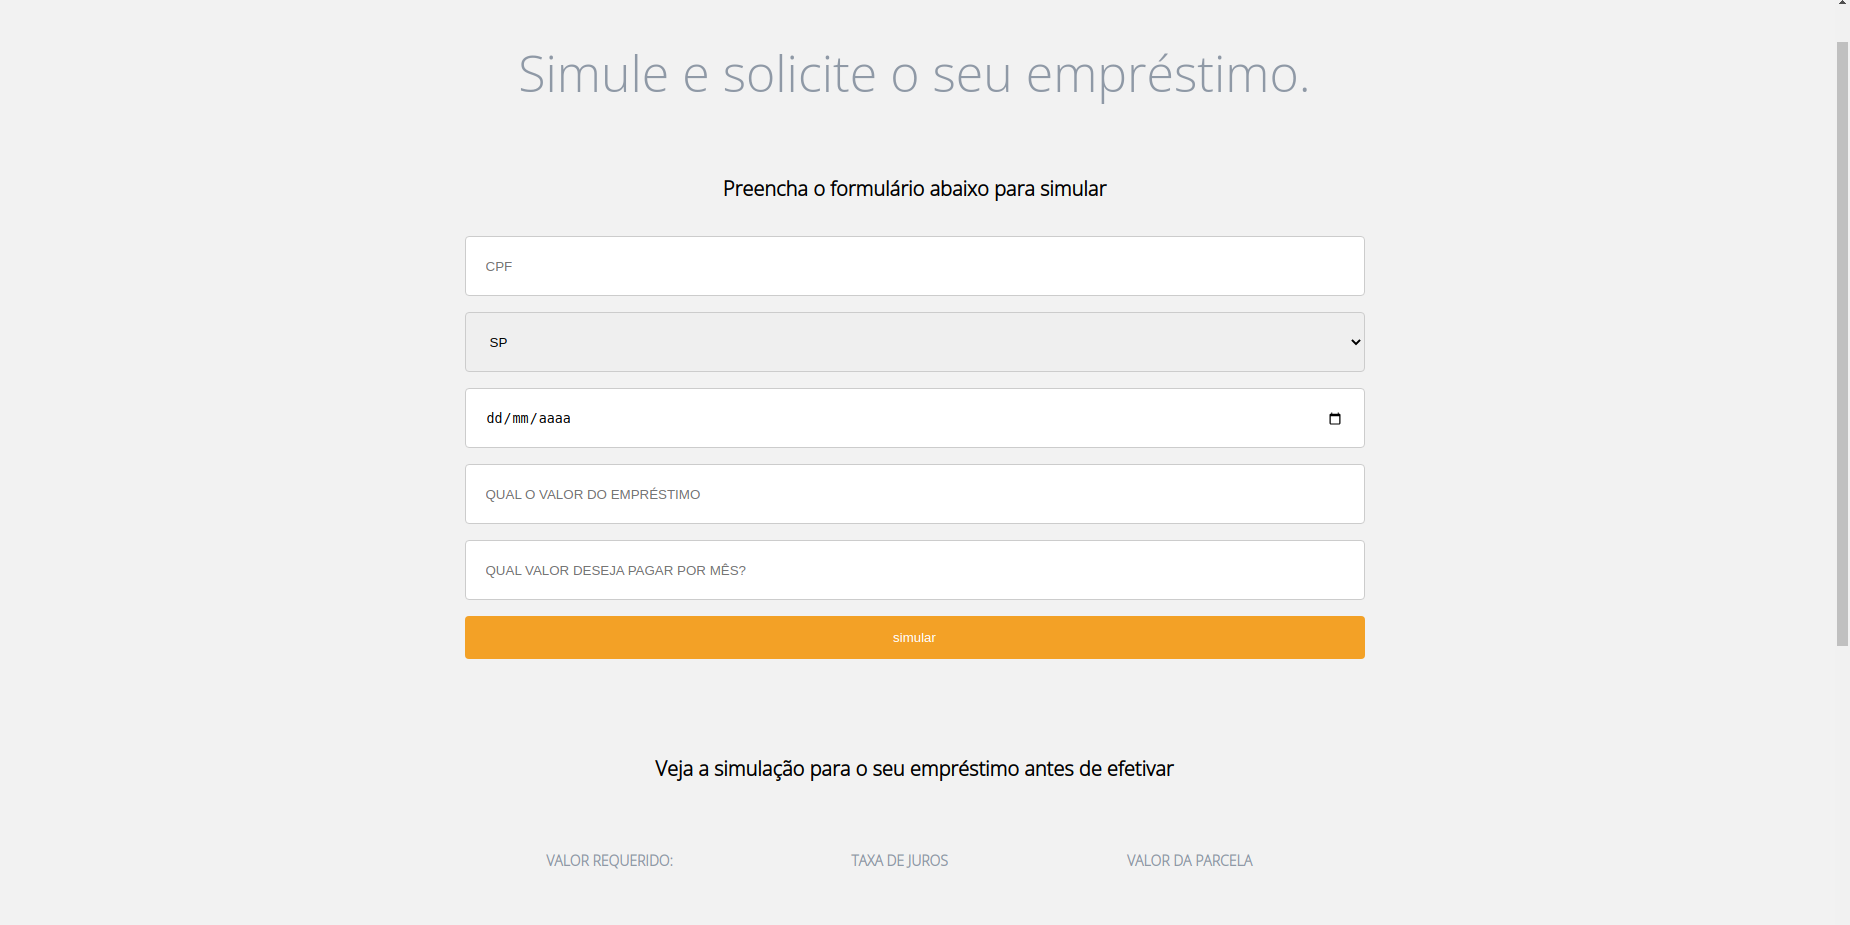 Simule e solicite o seu empréstimo.
Preencha o formulário abaixo para simular
CPF
SP
dd/mm/aaaa
QUAL O VALOR DO EMPRÉSTIMO
QUAL VALOR DESEJA PAGAR POR MÊS?
simular
Veja a simulação para o seu empréstimo antes de efetivar
VALOR REQUERIDO: TAXA DE JUROS VALOR DA PARCELA